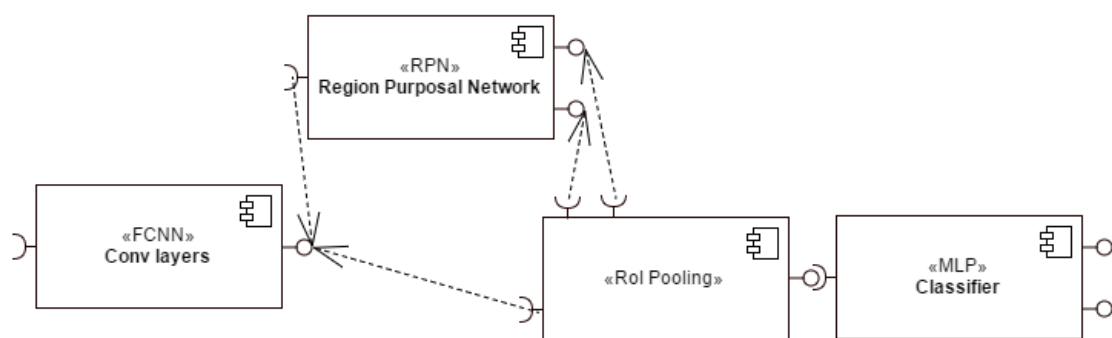 «RPN»
Region Purposal Network
«FCNN»
Conv layers
«RoI Pooling»
«MLP»
Classifier